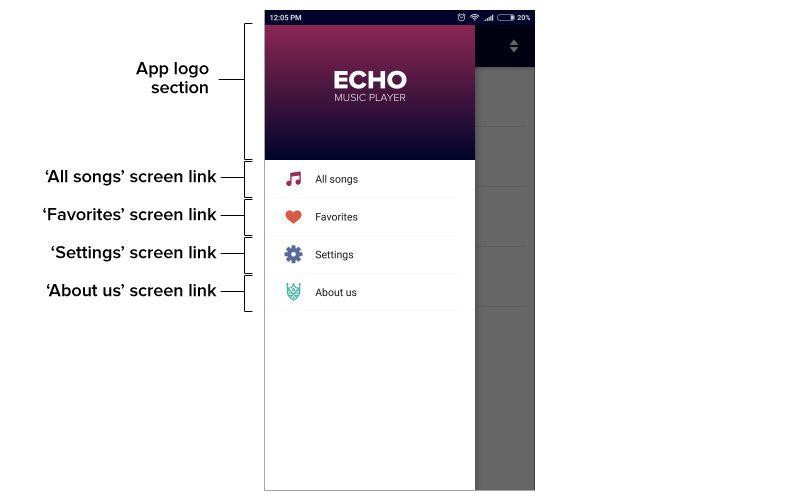 12:05 PM
20%
App logo
section
ECHO
MUSIC PLAYER
‘All songs’ screen link
All songs
‘Favorites’ screen link
Favorites
‘Settings’ screen link
Settings
‘About us’ screen link
About us